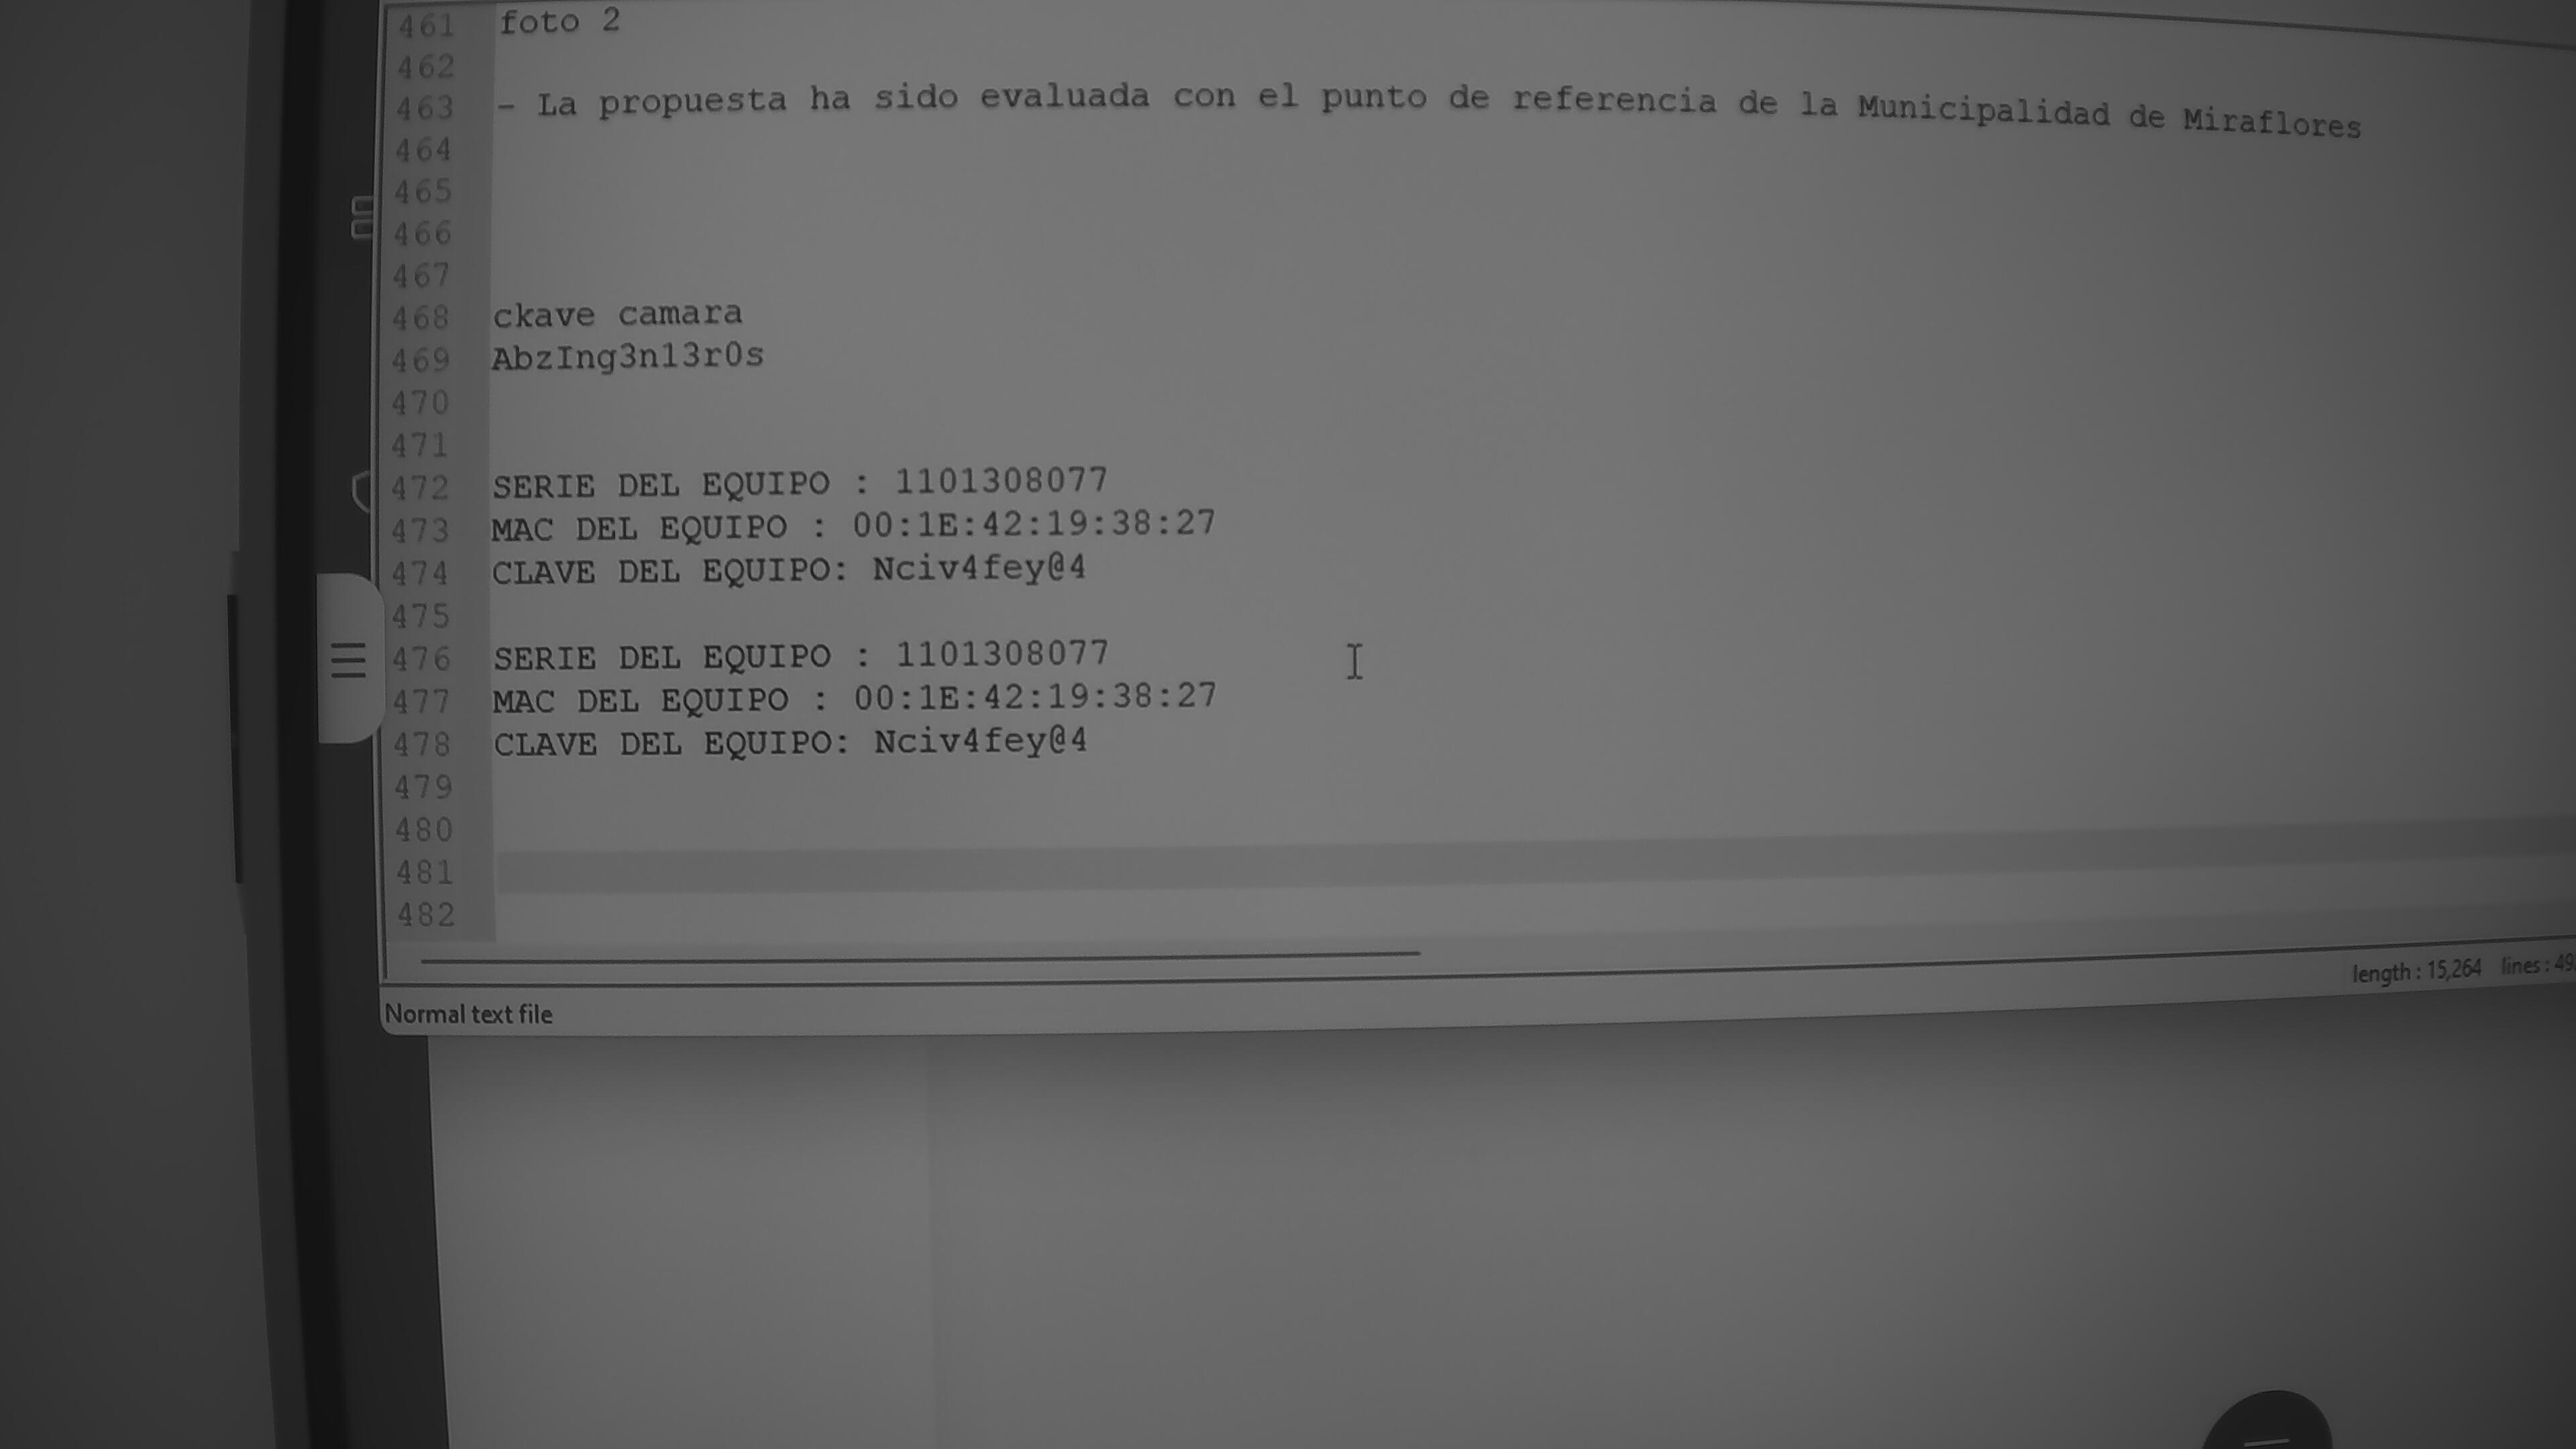 461 foto 2
462
463 - La propuesta ha sido evaluada con el punto de referencia de la Municipalidad de Miraflores
464
465
466
467
468 ckave camara
469 AbzIng3n13r0s
470
471
472 SERIE DEL EQUIPO : 1101308077
473 MAC DEL EQUIPO : 00:1E:42:19:38:27
474 CLAVE DEL EQUIPO: Nciv4fey@4
475
476 SERIE DEL EQUIPO : 1101308077
477 MAC DEL EQUIPO : 00:1E:42:19:38:27
478 CLAVE DEL EQUIPO: Nciv4fey@4
479
480
481
482
length : 15,264 lines : 49
Normal text file